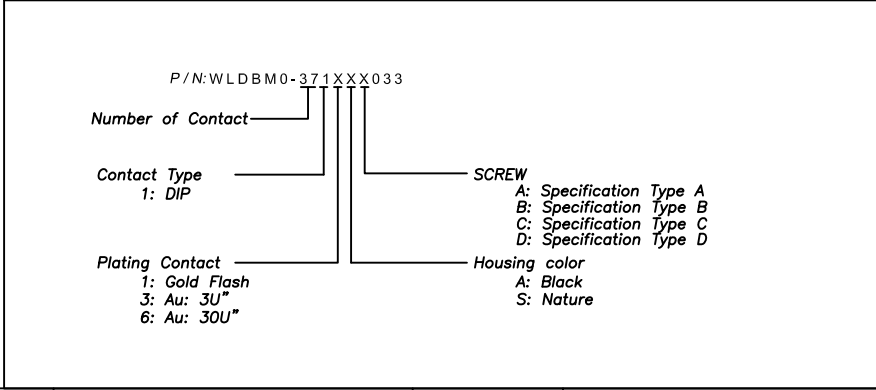 P/N:WLDBM0-371XXX033
Number of Contact
Contact Type
1: DIP
Plating Contact
1: Gold Flash
3: Au: 3U"
6: Au: 30U"
SCREW
A: Specification Type A
B: Specification Type B
C: Specification Type C
D: Specification Type D
Housing color
A: Black
S: Nature